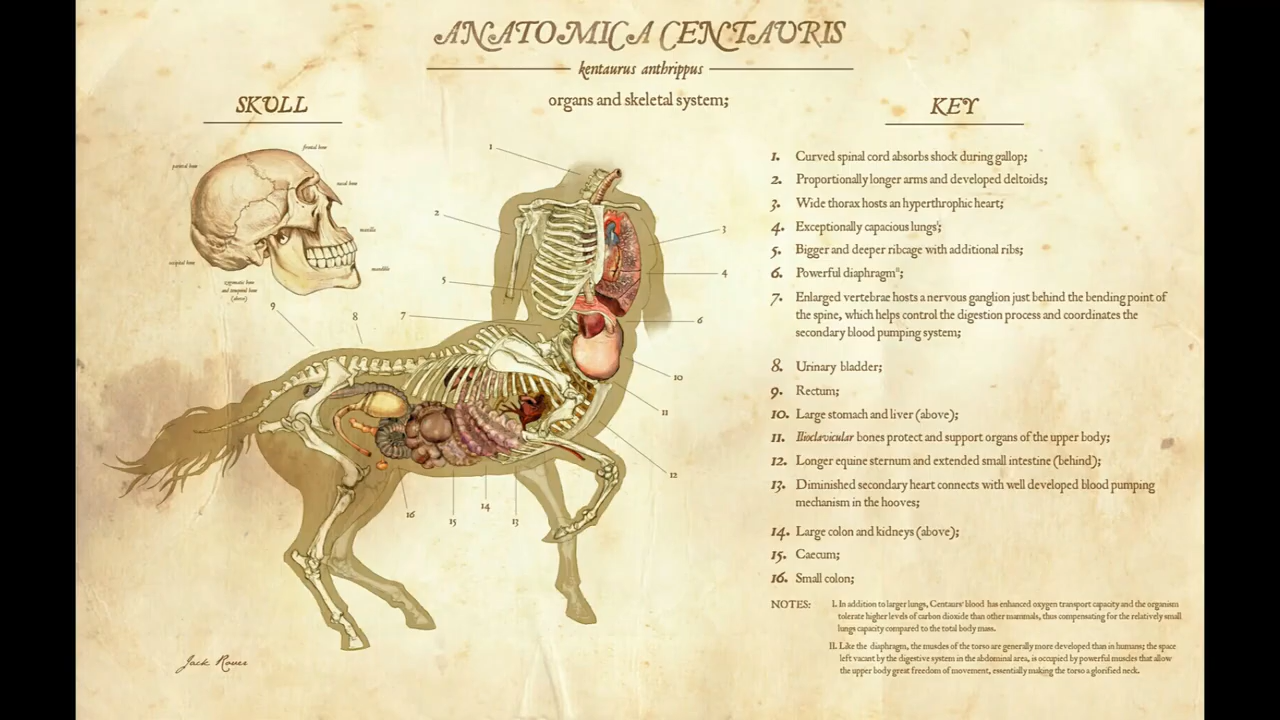 ANATOMICA CENTAURIS
kentaurus anthrippus
organs and skeletal system;
SKULL
frontal bone
parietal bone
nasal bone
maxilla
occipital bone
mandible
zygomatic bone
and temporal bone
(above)
1
2
3
4
5
6
7
8
9
10
11
12
13
14
15
16
KEY
1. Curved spinal cord absorbs shock during gallop;
2. Proportionally longer arms and developed deltoids;
3. Wide thorax hosts an hyperthrophic heart;
4. Exceptionally capacious lungsⁱ;
5. Bigger and deeper ribcage with additional ribs;
6. Powerful diaphragmⁱⁱ;
7. Enlarged vertebrae hosts a nervous ganglion just behind the bending point of
the spine, which helps control the digestion process and coordinates the
secondary blood pumping system;
8. Urinary bladder;
9. Rectum;
10. Large stomach and liver (above);
11. Ilioclavicular bones protect and support organs of the upper body;
12. Longer equine sternum and extended small intestine (behind);
13. Diminished secondary heart connects with well developed blood pumping
mechanism in the hooves;
14. Large colon and kidneys (above);
15. Caecum;
16. Small colon;
NOTES: I. In addition to larger lungs, Centaurs' blood has enhanced oxygen transport capacity and the organism
tolerate higher levels of carbon dioxide than other mammals, thus compensating for the relatively small
lungs capacity compared to the total body mass.
II. Like the diaphragm, the muscles of the torso are generally more developed than in humans; the space
left vacant by the digestive system in the abdominal area, is occupied by powerful muscles that allow
the upper body great freedom of movement, essentially making the torso a glorified neck.
Jack Rover